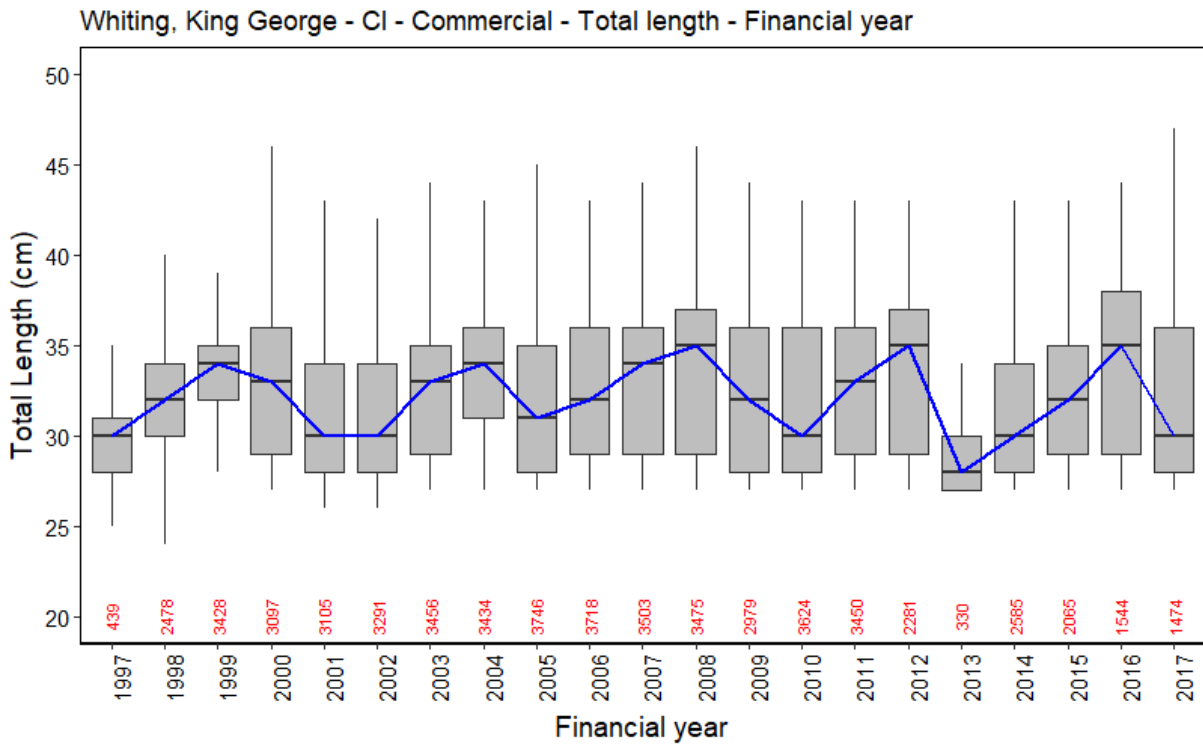 Whiting, King George - CI - Commercial - Total length - Financial year
Total Length (cm)
50
45
40
35
30
25
20
439 2478 3428 3097 3105 3291 3456 3434 3746 3718 3503 3475 2979 3624 3450 2281 330 2585 2065 1544 1474
1997 1998 1999 2000 2001 2002 2003 2004 2005 2006 2007 2008 2009 2010 2011 2012 2013 2014 2015 2016 2017
Financial year